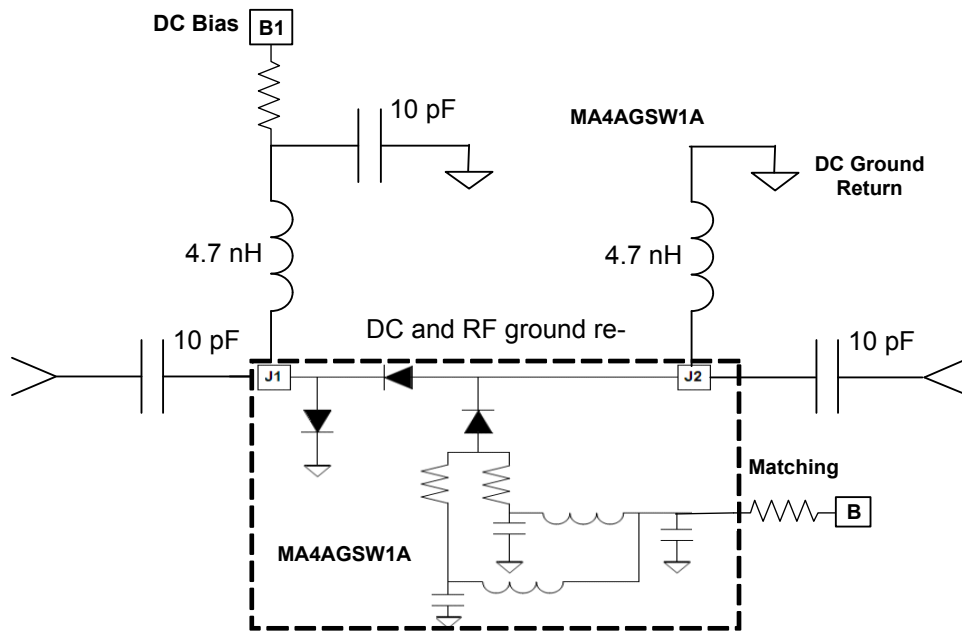 DC Bias
B1
10 pF
MA4AGSW1A
DC Ground
Return
4.7 nH
4.7 nH
DC and RF ground re-
10 pF
10 pF
J1
J2
Matching
B
MA4AGSW1A